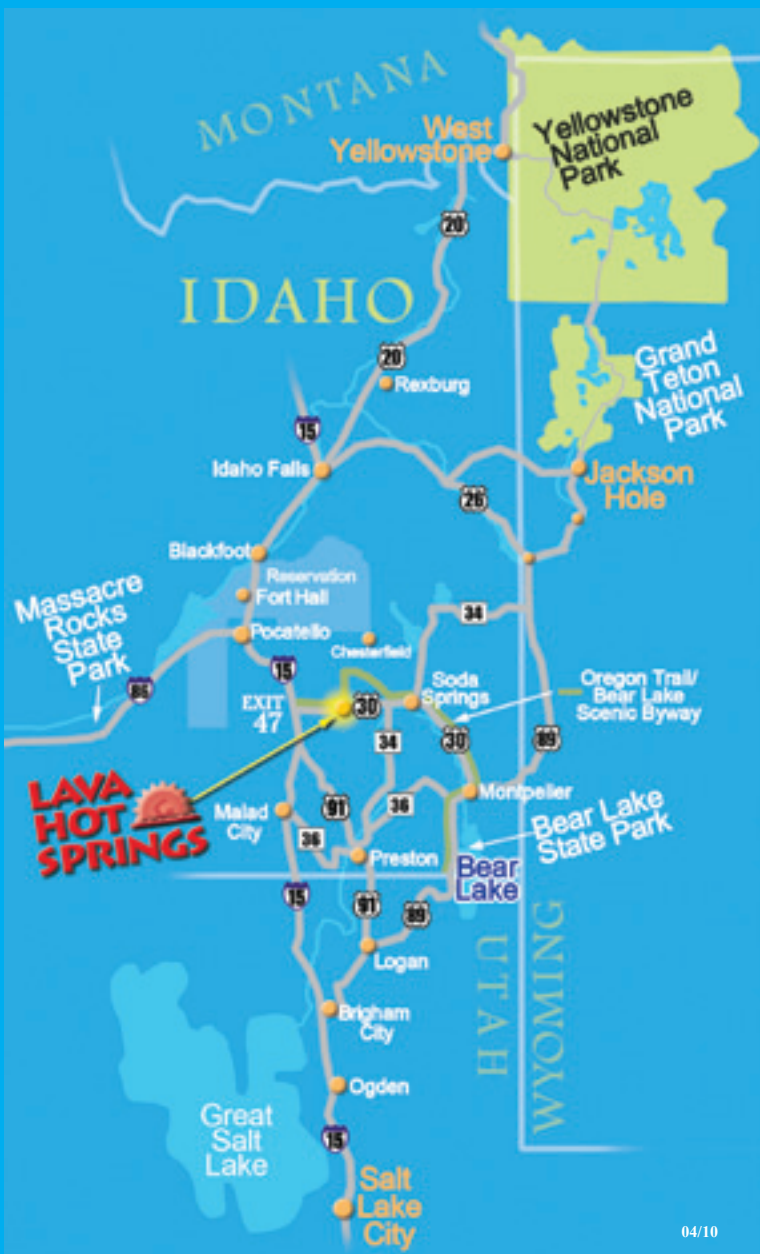 MONTANA
West
Yellowstone
Yellowstone
National
Park
20
IDAHO
20
Rexburg
Grand
Teton
National
Park
15
Idaho Falls
Jackson
Hole
26
Blackfoot
Reservation
Fort Hall
Massacre
Rocks
State
Park
34
Pocatello
Chesterfield
15
86
Soda
Springs
Oregon Trail/
Bear Lake
Scenic Byway
EXIT
47
30
34
30
89
LAVA
HOT
SPRINGS
Montpelier
Malad
City
91
36
36
Bear Lake
State Park
Preston
Bear
Lake
15
91
89
UTAH
WYOMING
Logan
Brigham
City
Ogden
Great
Salt
Lake
15
Salt
Lake
City
04/10